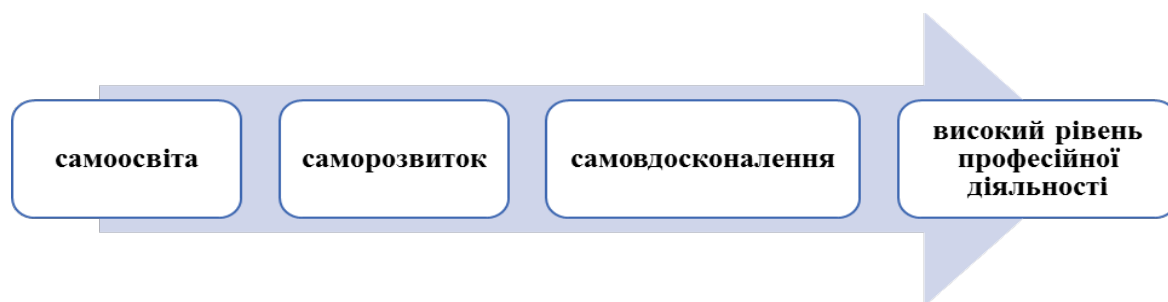 самоосвіта
саморозвиток
самовдосконалення
високий рівень
професійної
діяльності